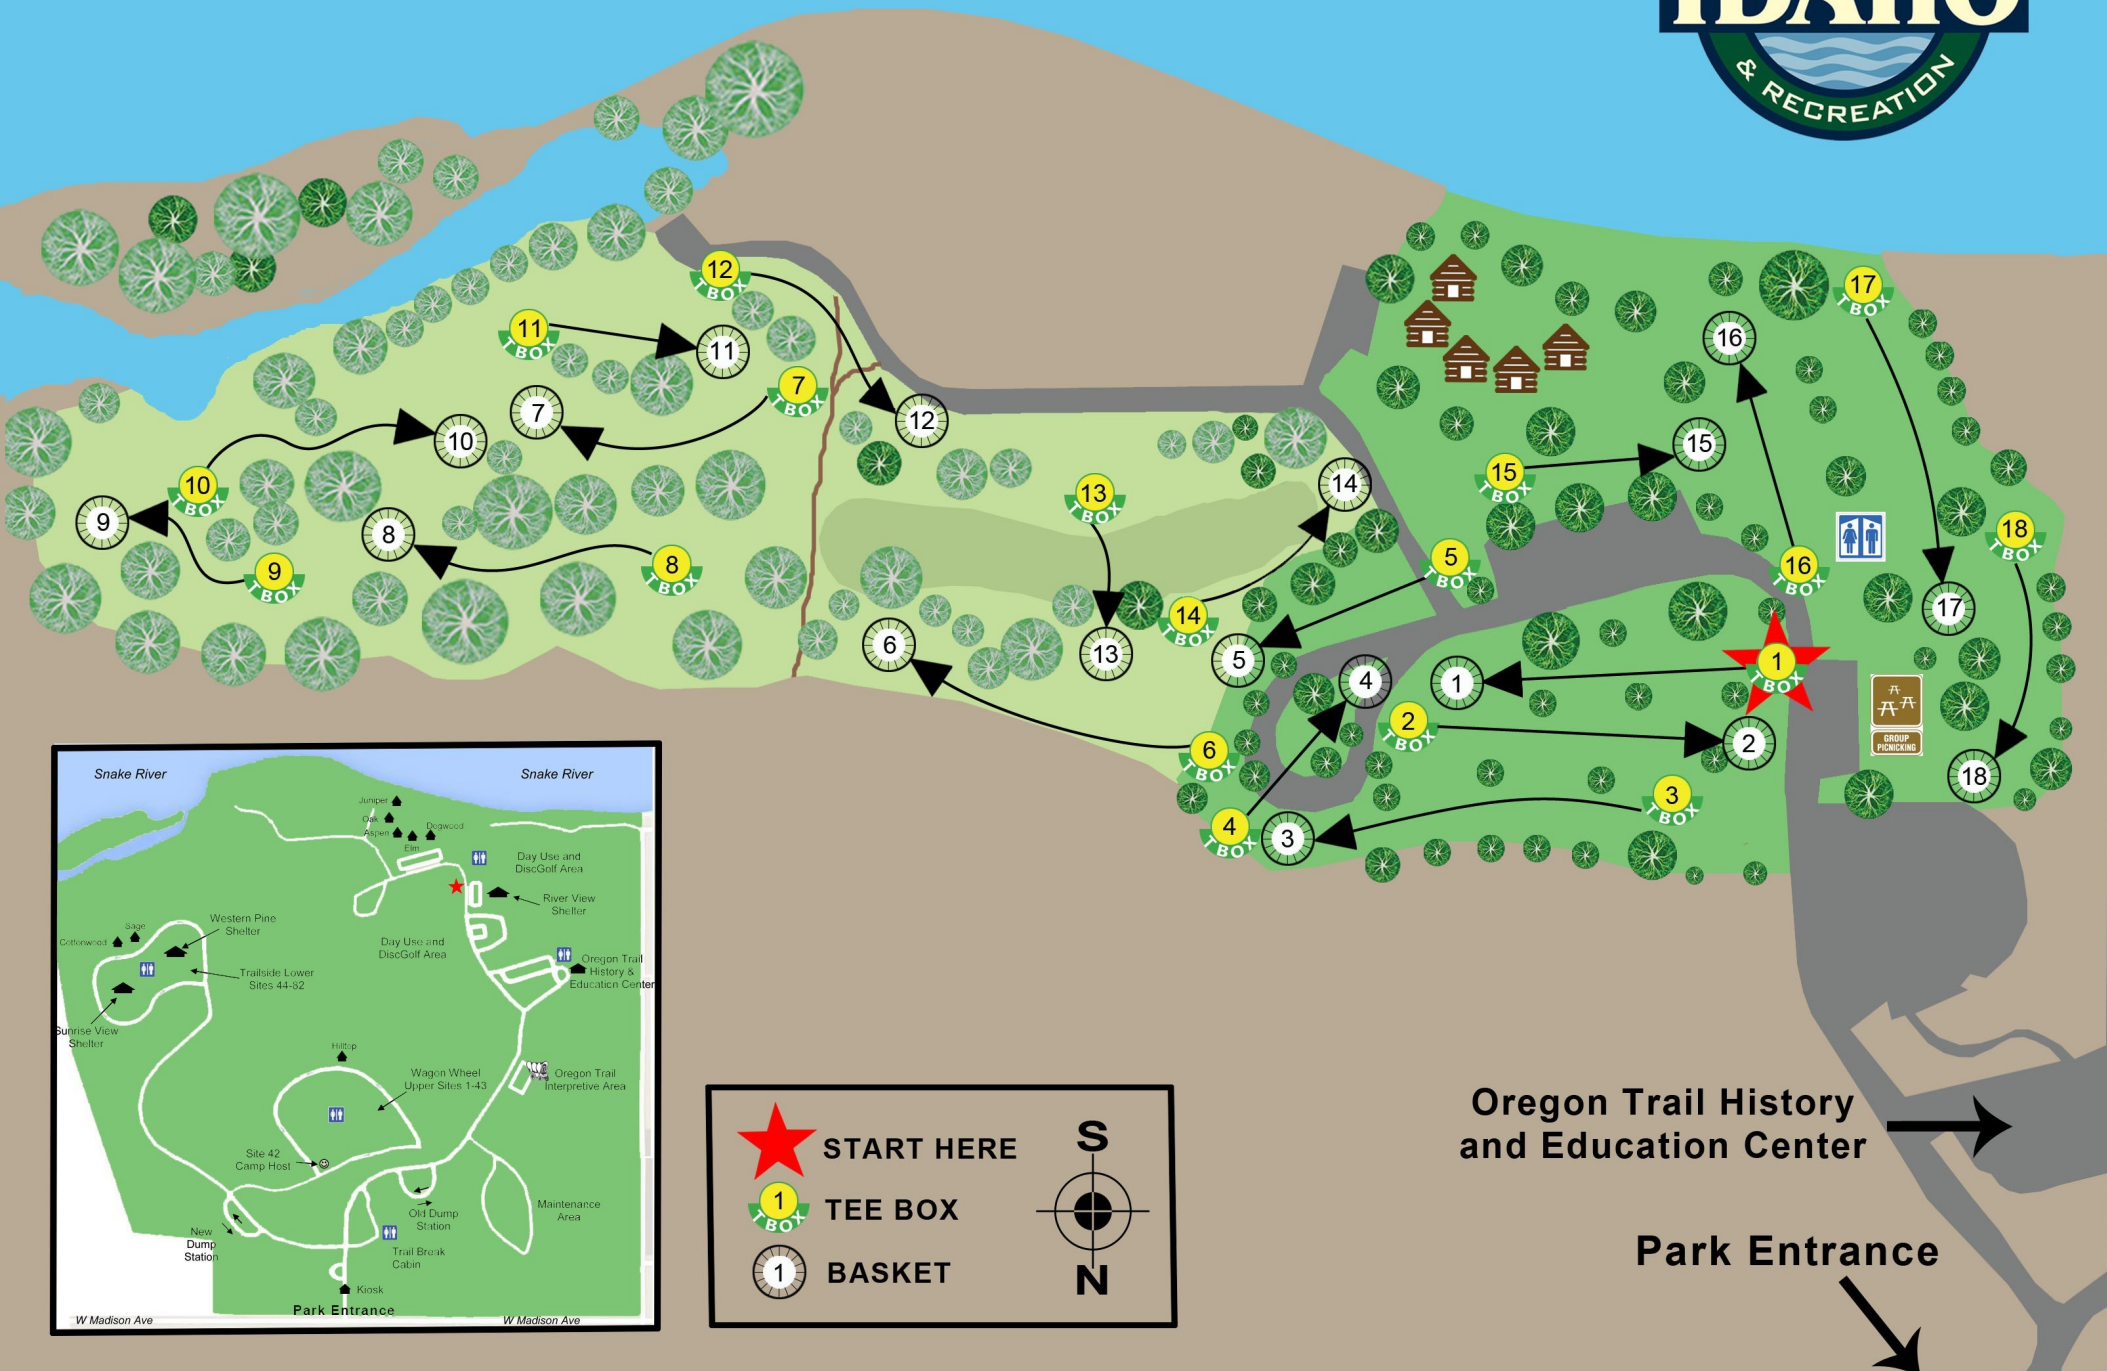 IDAHO
& RECREATION
12
T BOX
17
T BOX
11
T BOX
11
16
7
T BOX
7
12
10
15
15
T BOX
14
10
T BOX
13
T BOX
9
8
18
T BOX
5
T BOX
16
T BOX
8
T BOX
9
T BOX
17
14
T BOX
6
13
5
1
T BOX
4
1
2
T BOX
2
GROUP
PICNICKING
6
T BOX
18
3
T BOX
4
T BOX
3
Snake River
Snake River
Juniper
Oak
Aspen
Dogwood
Elm
Day Use and
DiscGolf Area
River View
Shelter
Western Pine
Shelter
Sage
Cottonwood
Day Use and
DiscGolf Area
Oregon Trail
History &
Education Center
Trailside Lower
Sites 44-82
Sunrise View
Shelter
Hilltop
Wagon Wheel
Upper Sites 1-43
Oregon Trail
Interpretive Area
Site 42
Camp Host
Old Dump
Station
Maintenance
Area
New
Dump
Station
Trail Break
Cabin
Kiosk
Park Entrance
W Madison Ave
W Madison Ave
START HERE
1
T BOX
TEE BOX
1
BASKET
S
N
Oregon Trail History
and Education Center
Park Entrance